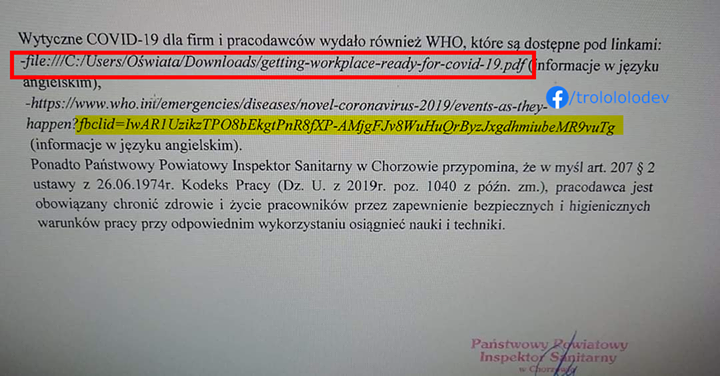 Wytyczne COVID-19 dla firm i pracodawców wydało również WHO, które są dostępne pod linkami:
-file:///C:/Users/Oświata/Downloads/getting-workplace-ready-for-covid-19.pdf (informacje w języku
angielskim),
/trolololodev
-https://www.who.ini/emergencies/diseases/novel-coronavirus-2019/events-as-they-
happen?fbclid=IwAR1UzikzTPO8bEkgtPnR8fXP-AMjgFJv8WuHuQrByzJxgdhmiubeMR9vuTg
(informacje w języku angielskim).
Ponadto Państwowy Powiatowy Inspektor Sanitarny w Chorzowie przypomina, że w myśl art. 207 § 2
ustawy z 26.06.1974r. Kodeks Pracy (Dz. U. z 2019r. poz. 1040 z późn. zm.), pracodawca jest
obowiązany chronić zdrowie i życie pracowników przez zapewnienie bezpiecznych i higienicznych
warunków pracy przy odpowiednim wykorzystaniu osiągnieć nauki i techniki.
Państwowy Powiatowy
Inspektor Sanitarny
w Chorzowie